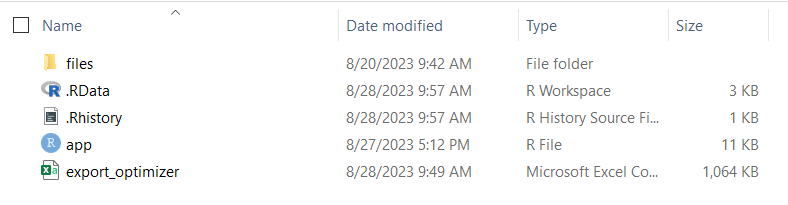 Name Date modified Type Size
files 8/20/2023 9:42 AM File folder
.RData 8/28/2023 9:57 AM R Workspace 3 KB
.Rhistory 8/28/2023 9:57 AM R History Source Fi... 1 KB
app 8/27/2023 5:12 PM R File 11 KB
export_optimizer 8/28/2023 9:49 AM Microsoft Excel Co... 1,064 KB